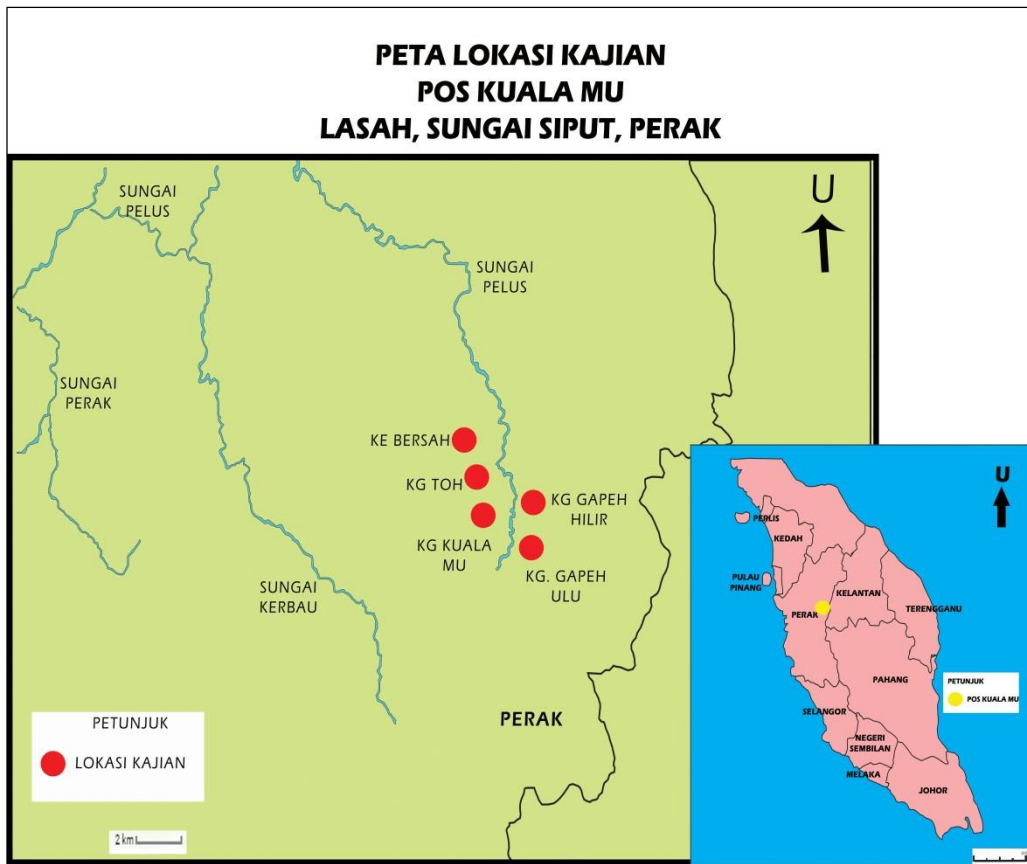 PETA LOKASI KAJIAN
POS KUALA MU
LASAH, SUNGAI SIPUT, PERAK
SUNGAI
PELUS
U
SUNGAI
PELUS
SUNGAI
PERAK
KE BERSAH
KG TOH
KG GAPEH
HILIR
KG KUALA
MU
KG. GAPEH
ULU
SUNGAI
KERBAU
PERAK
PETUNJUK
LOKASI KAJIAN
2 km
U
PERLIS
KEDAH
PULAU
PINANG
KELANTAN
PERAK
TERENGGANU
PAHANG
PETUNJUK
POS KUALA MU
SELANGOR
NEGERI
SEMBILAN
MELAKA
JOHOR